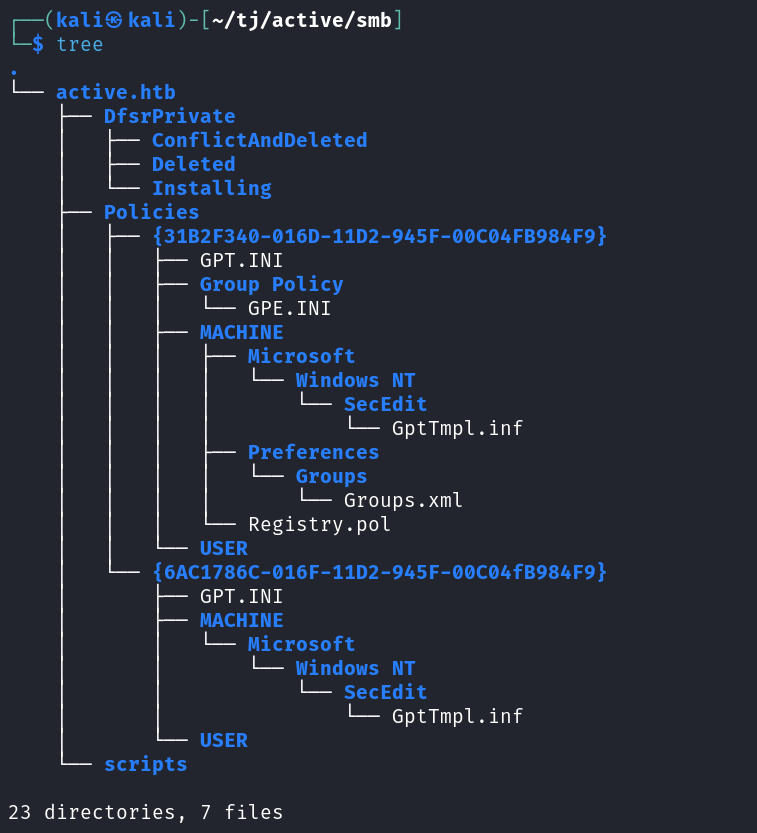 ┌──(kali㉿kali)-[~/tj/active/smb]
└─$ tree
.
└── active.htb
    ├── DfsrPrivate
    │   ├── ConflictAndDeleted
    │   ├── Deleted
    │   └── Installing
    ├── Policies
    │   ├── {31B2F340-016D-11D2-945F-00C04FB984F9}
    │   │   ├── GPT.INI
    │   │   ├── Group Policy
    │   │   │   └── GPE.INI
    │   │   ├── MACHINE
    │   │   │   ├── Microsoft
    │   │   │   │   └── Windows NT
    │   │   │   │       └── SecEdit
    │   │   │   │           └── GptTmpl.inf
    │   │   │   ├── Preferences
    │   │   │   │   └── Groups
    │   │   │   │       └── Groups.xml
    │   │   │   └── Registry.pol
    │   │   └── USER
    │   └── {6AC1786C-016F-11D2-945F-00C04fB984F9}
    │       ├── GPT.INI
    │       ├── MACHINE
    │       │   └── Microsoft
    │       │       └── Windows NT
    │       │           └── SecEdit
    │       │               └── GptTmpl.inf
    │       └── USER
    └── scripts
23 directories, 7 files